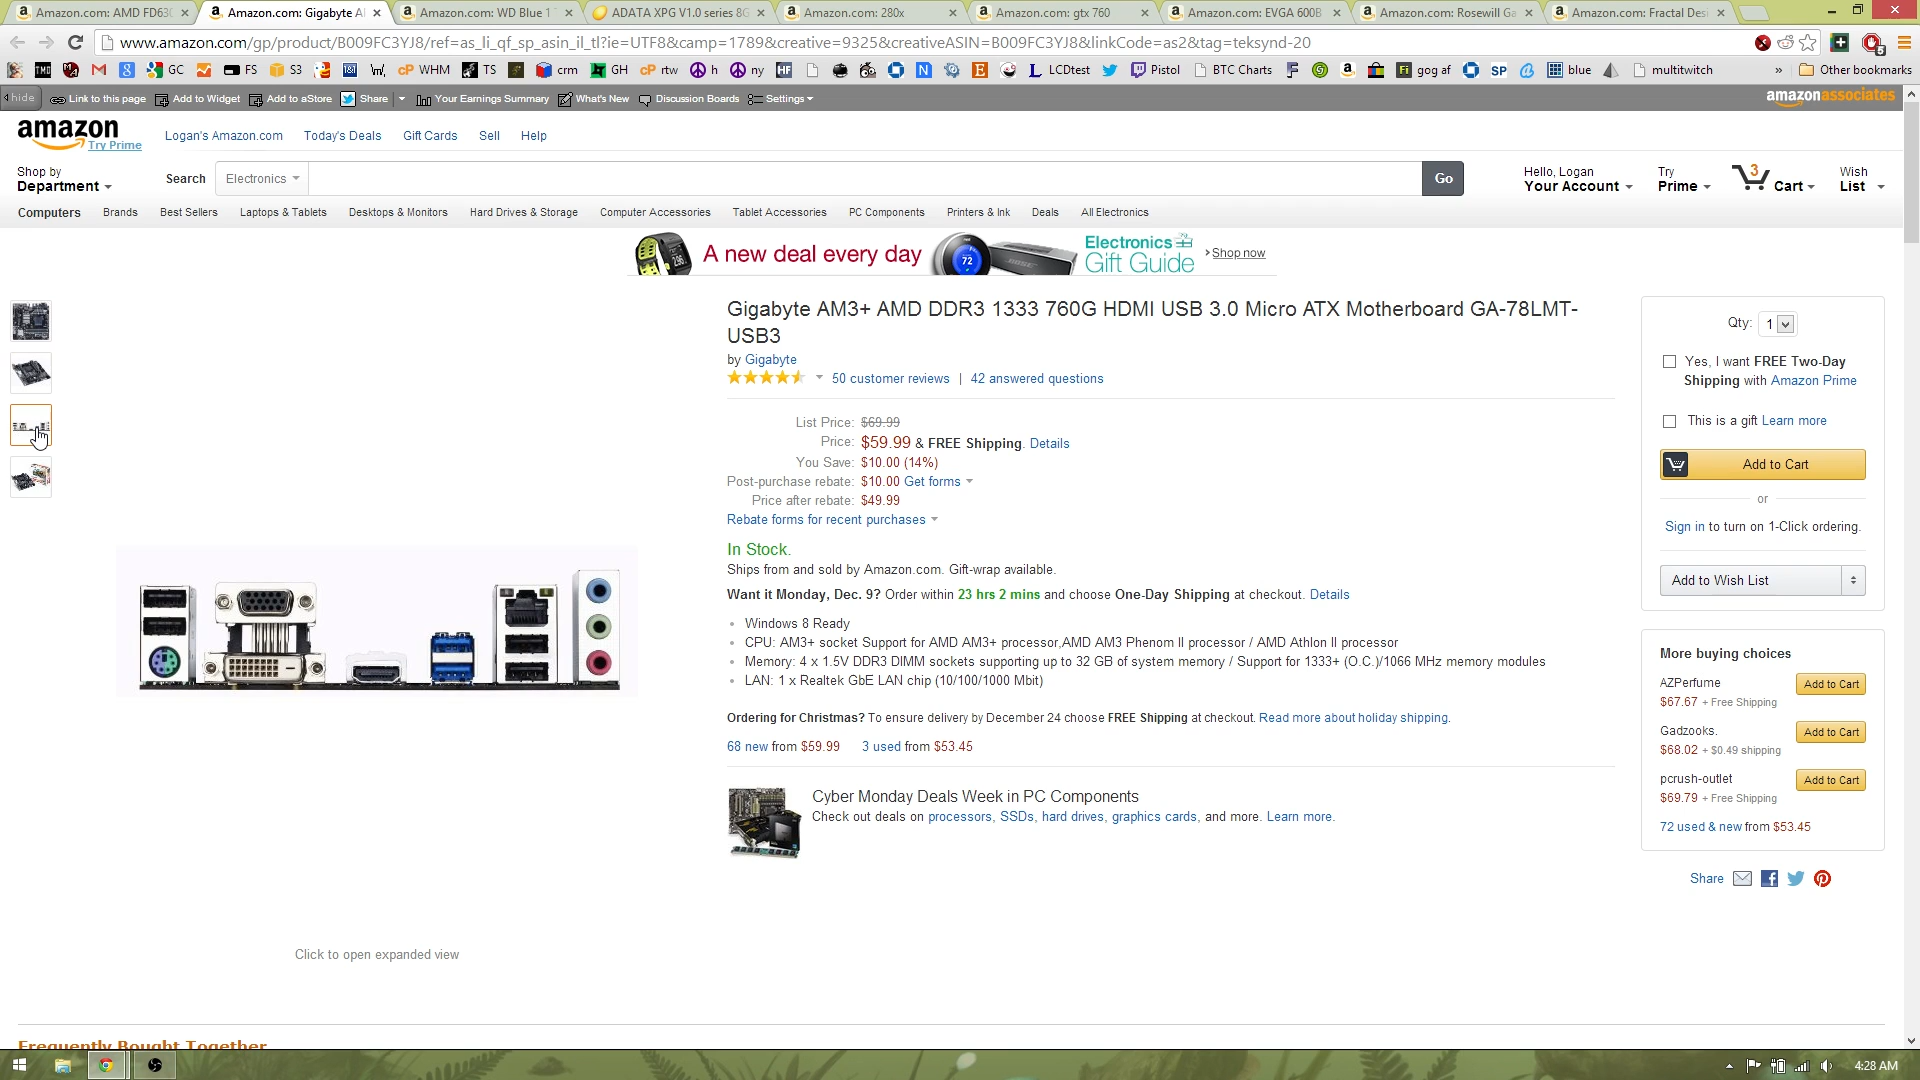 Amazon.com: AMD FD630
Amazon.com: Gigabyte A
Amazon.com: WD Blue 1
ADATA XPG V1.0 series 8G
Amazon.com: 280x
Amazon.com: gtx 760
Amazon.com: EVGA 600B
Amazon.com: Rosewill Ga
Amazon.com: Fractal Des
www.amazon.com/gp/product/B009FC3YJ8/ref=as_li_qf_sp_asin_il_tl?ie=UTF8&camp=1789&creative=9325&creativeASIN=B009FC3YJ8&linkCode=as2&tag=teksynd-20
GC FS S3 WHM TS crm GH rtw h ny HF LCDtest Pistol BTC Charts gog af SP blue multitwitch » Other bookmarks
hide Link to this page Add to Widget Add to aStore Share Your Earnings Summary What's New Discussion Boards Settings amazonassociates
amazon
Try Prime
Logan's Amazon.com Today's Deals Gift Cards Sell Help
Shop by
Department
Search Electronics Go
Hello, Logan
Your Account
Try
Prime
3
Cart
Wish
List
Computers Brands Best Sellers Laptops & Tablets Desktops & Monitors Hard Drives & Storage Computer Accessories Tablet Accessories PC Components Printers & Ink Deals All Electronics
A new deal every day
72
Electronics
Gift Guide
Shop now
Gigabyte AM3+ AMD DDR3 1333 760G HDMI USB 3.0 Micro ATX Motherboard GA-78LMT-
USB3
by Gigabyte
50 customer reviews | 42 answered questions
List Price: $69.99
Price: $59.99 & FREE Shipping. Details
You Save: $10.00 (14%)
Post-purchase rebate: $10.00 Get forms
Price after rebate: $49.99
Rebate forms for recent purchases
In Stock.
Ships from and sold by Amazon.com. Gift-wrap available.
Want it Monday, Dec. 9? Order within 23 hrs 2 mins and choose One-Day Shipping at checkout. Details
Windows 8 Ready
CPU: AM3+ socket Support for AMD AM3+ processor,AMD AM3 Phenom II processor / AMD Athlon II processor
Memory: 4 x 1.5V DDR3 DIMM sockets supporting up to 32 GB of system memory / Support for 1333+ (O.C.)/1066 MHz memory modules
LAN: 1 x Realtek GbE LAN chip (10/100/1000 Mbit)
Ordering for Christmas? To ensure delivery by December 24 choose FREE Shipping at checkout. Read more about holiday shipping.
68 new from $59.99 3 used from $53.45
Cyber Monday Deals Week in PC Components
Check out deals on processors, SSDs, hard drives, graphics cards, and more. Learn more.
Click to open expanded view
Qty: 1
Yes, I want FREE Two-Day
Shipping with Amazon Prime
This is a gift Learn more
Add to Cart
or
Sign in to turn on 1-Click ordering.
Add to Wish List
More buying choices
AZPerfume
$67.67 + Free Shipping
Add to Cart
Gadzooks.
$68.02 + $0.49 shipping
Add to Cart
pcrush-outlet
$69.79 + Free Shipping
Add to Cart
72 used & new from $53.45
Share
Frequently Bought Together
4:28 AM